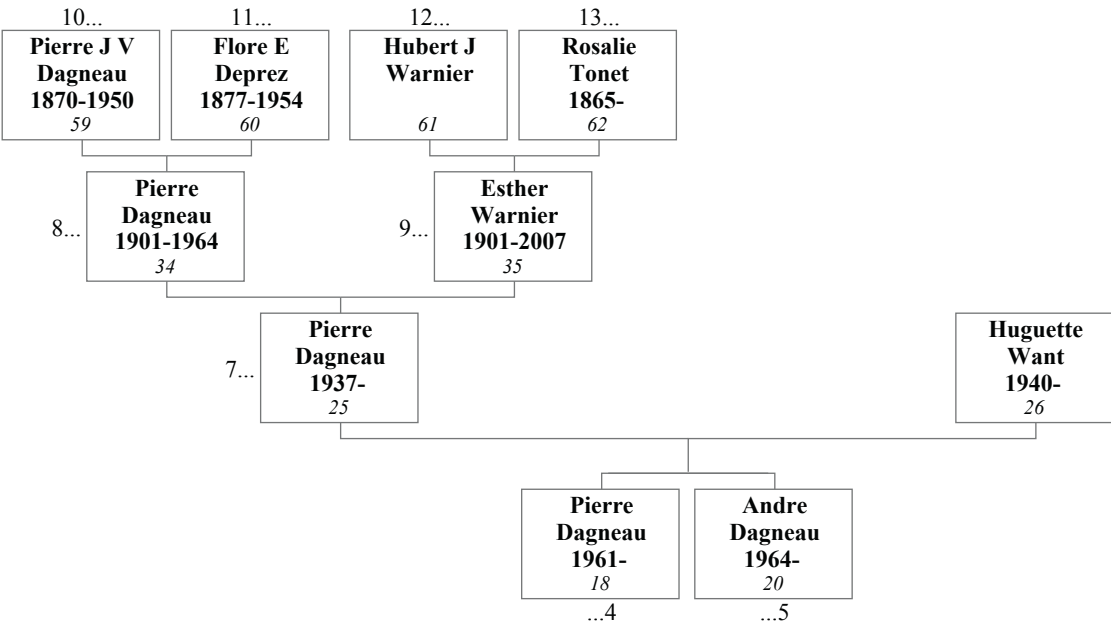 10...
11...
12...
13...
Pierre J V
Dagneau
1870-1950
59
Flore E
Deprez
1877-1954
60
Hubert J
Warnier
61
Rosalie
Tonet
1865-
62
8...
Pierre
Dagneau
1901-1964
34
9...
Esther
Warnier
1901-2007
35
7...
Pierre
Dagneau
1937-
25
Huguette
Want
1940-
26
Pierre
Dagneau
1961-
18
...4
Andre
Dagneau
1964-
20
...5